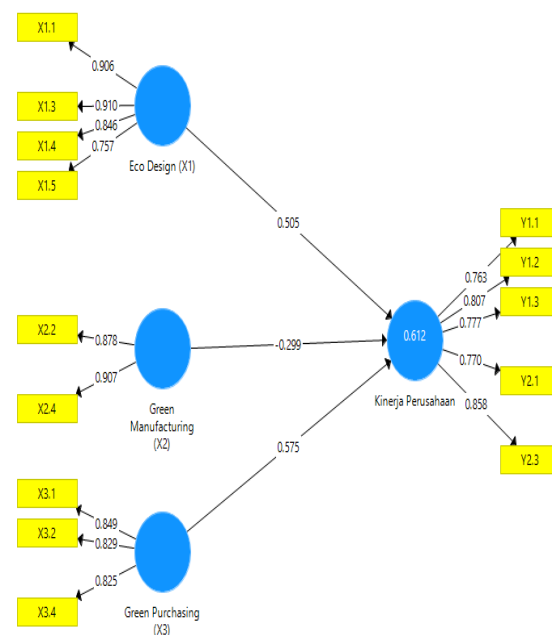 X1.1
0.906
X1.3
0.910
X1.4
0.846
X1.5
0.757
Eco Design (X1)
0.505
X2.2
0.878
X2.4
0.907
Green
Manufacturing
(X2)
-0.299
X3.1
0.849
X3.2
0.829
X3.4
0.825
Green Purchasing
(X3)
0.575
0.612
Kinerja Perusahaan
Y1.1
0.763
Y1.2
0.807
Y1.3
0.777
Y2.1
0.770
Y2.3
0.858